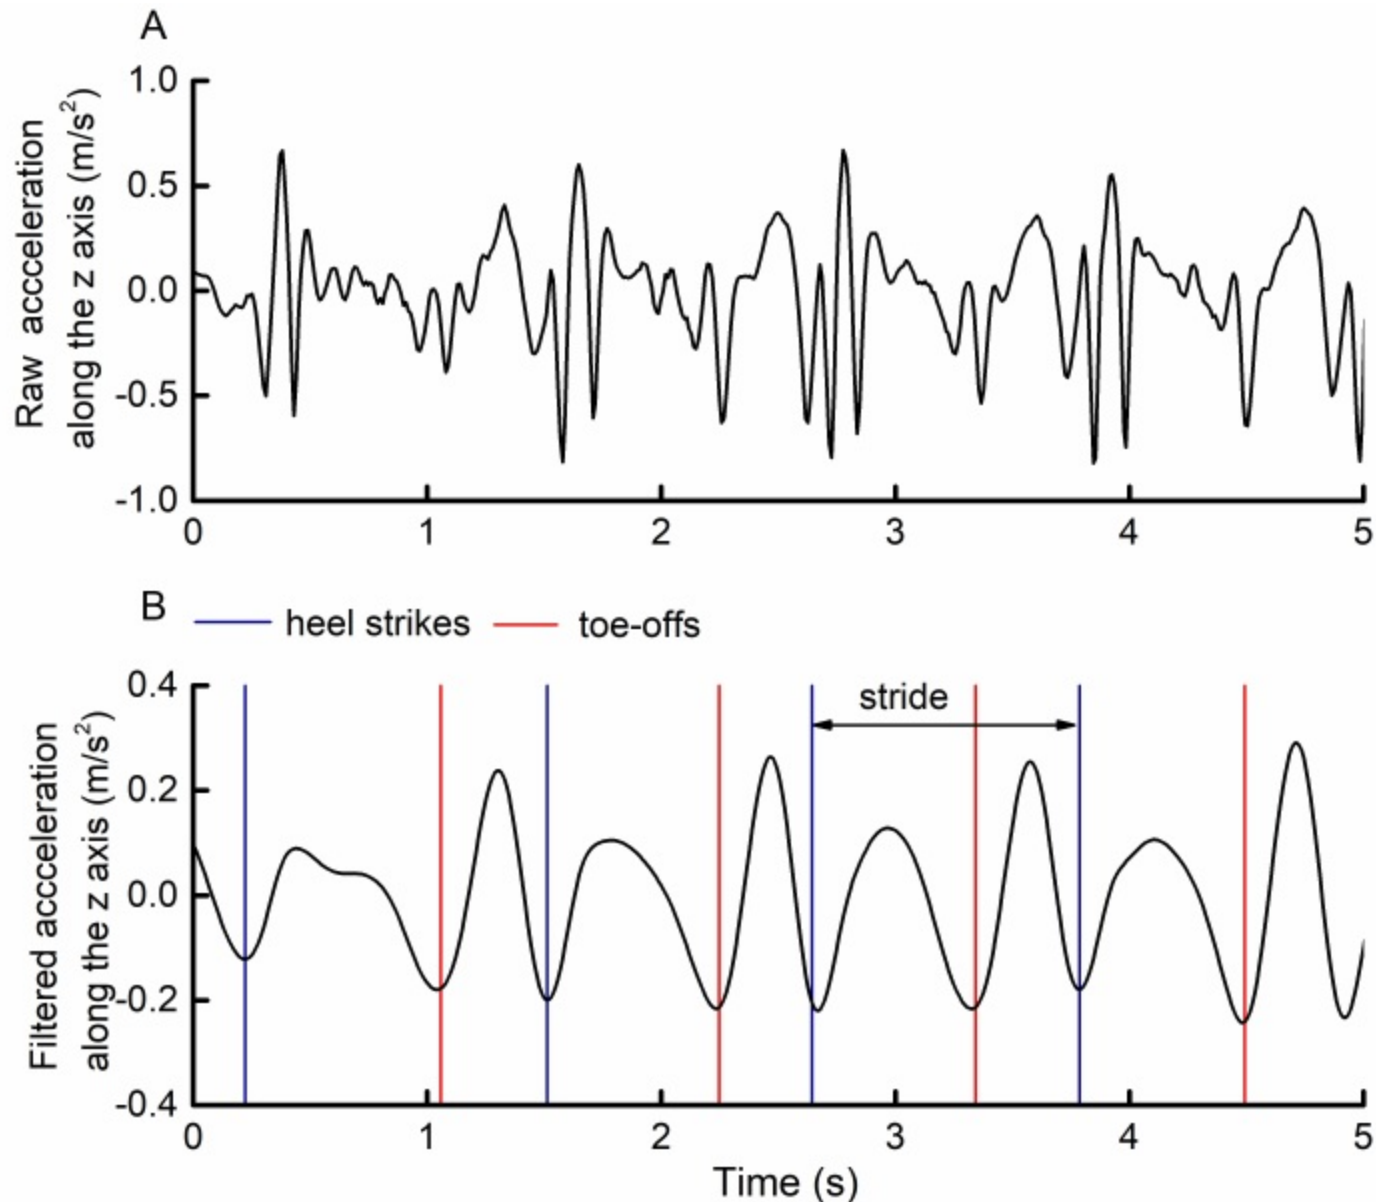 A
Raw accceleration
along the z axis (m/s²)
1.0
0.5
0.0
-0.5
-1.0
0 1 2 3 4 5
B
heel strikes toe-offs
stride
Filtered accceleration
along the z axis (m/s²)
0.4
0.2
0.0
-0.2
-0.4
0 1 2 3 4 5
Time (s)